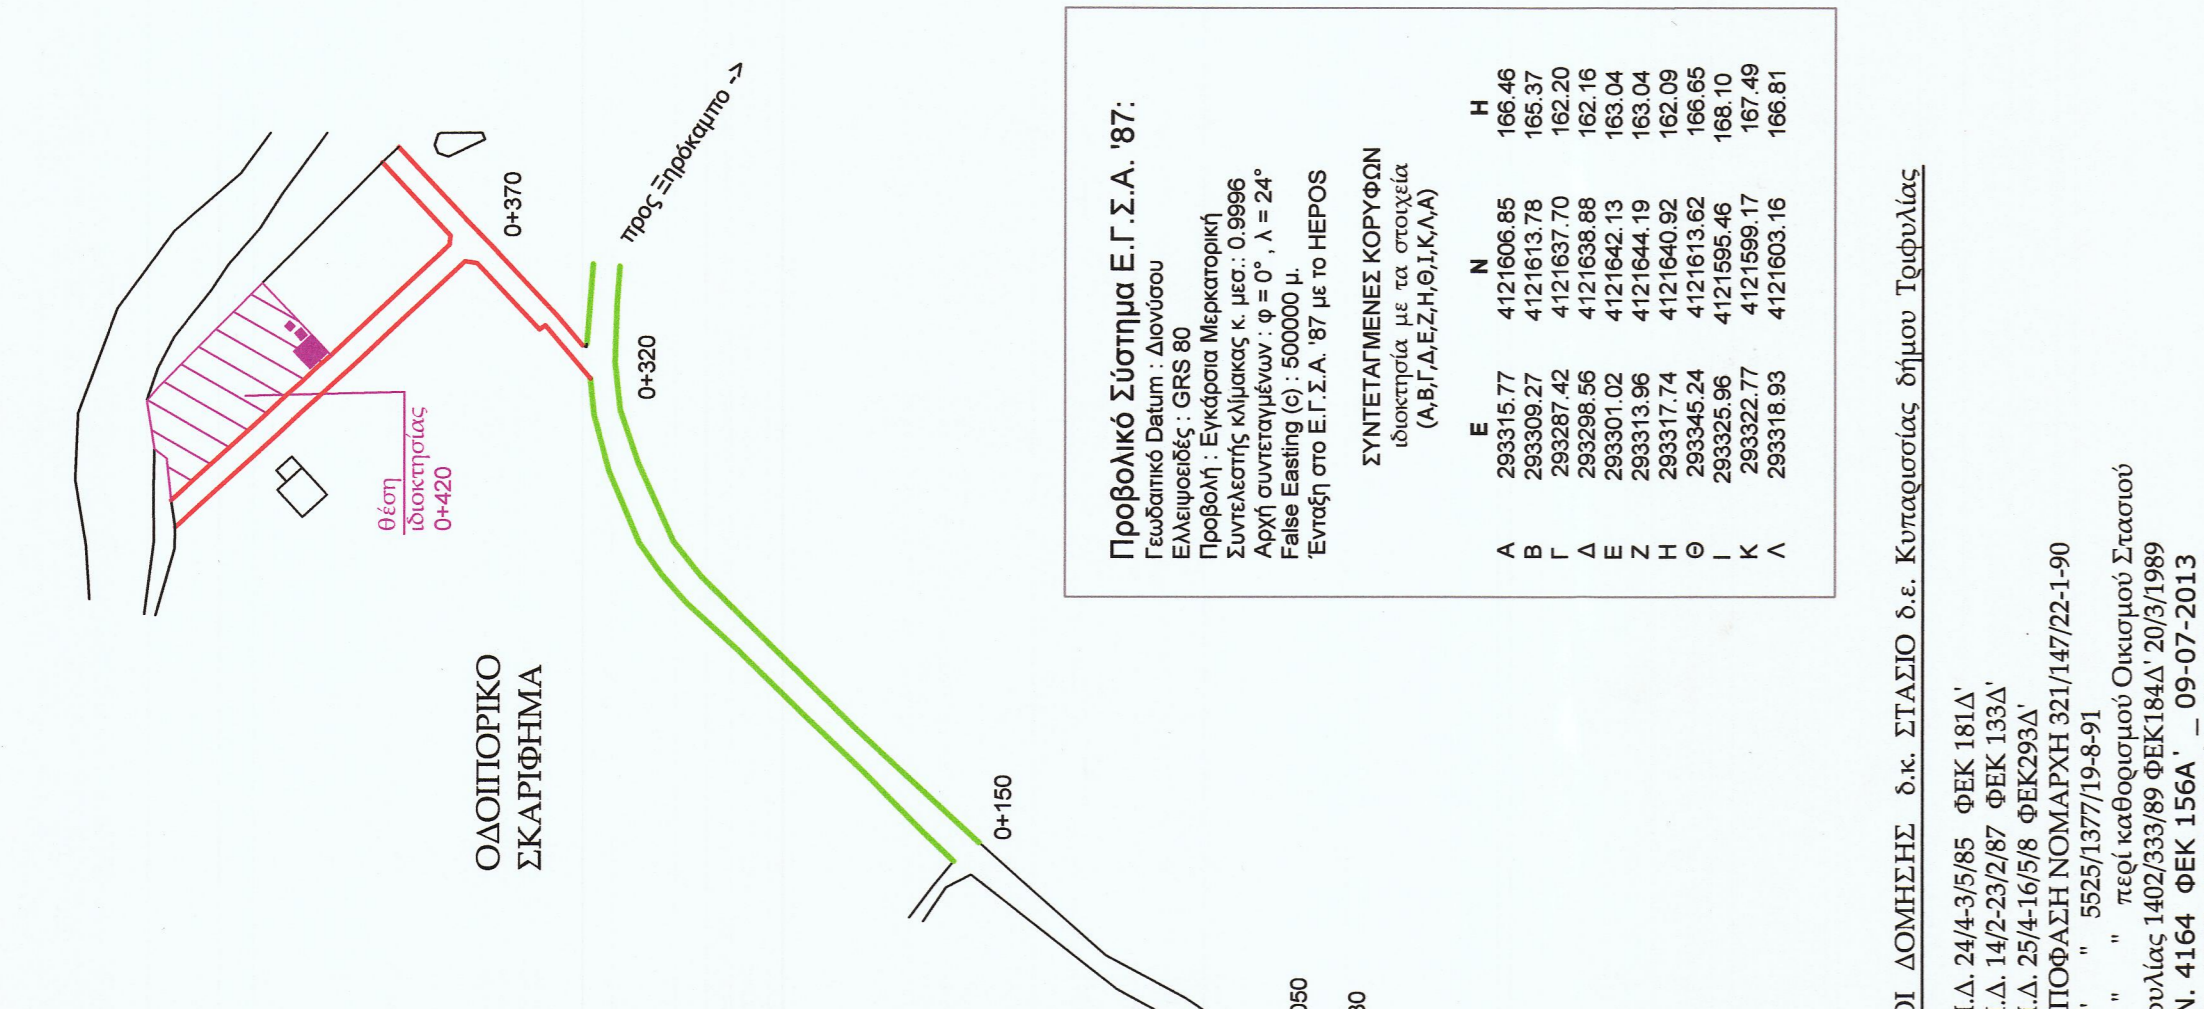 προς Ξηρόκαμπο ->
0+370
0+320
θέση
ιδιοκτησίας
0+420
ΟΔΟΙΠΟΡΙΚΟ
ΣΚΑΡΙΦΗΜΑ
0+150
050
Προβολικό Σύστημα Ε.Γ.Σ.Α. '87:
Γεωδαιτικό Datum : Διονύσου
Ελλειψοειδές : GRS 80
Προβολή : Εγκάρσια Μερκατορική
Συντελεστής κλίμακας κ. μεσ.: 0.9996
Αρχή συντεταγμένων : φ = 0° , λ = 24°
False Easting (c) : 500000 μ.
Ένταξη στο Ε.Γ.Σ.Α. '87 με το HEPOS
ΣΥΝΤΕΤΑΓΜΕΝΕΣ ΚΟΡΥΦΩΝ
ιδιοκτησία με τα στοιχεία
(Α,Β,Γ,Δ,Ε,Ζ,Η,Θ,Ι,Κ,Λ,Α)
E N H
Α 293315.77 4121606.85 166.46
Β 293309.27 4121613.78 165.37
Γ 293287.42 4121637.70 162.20
Δ 293298.56 4121638.88 162.16
Ε 293301.02 4121642.13 163.04
Ζ 293313.96 4121644.19 163.04
Η 293317.74 4121640.92 162.09
Θ 293345.24 4121613.62 166.65
Ι 293325.96 4121595.46 168.10
Κ 293322.77 4121599.17 167.49
Λ 293318.93 4121603.16 166.81
ΟΙ ΔΟΜΗΣΗΣ δ.κ. ΣΤΑΣΙΟ δ.ε. Κυπαρισσίας δήμου Τριφυλίας
.Δ. 24/4-3/5/85 ΦΕΚ 181Δ'
.Δ. 14/2-23/2/87 ΦΕΚ 133Δ'
.Δ. 25/4-16/5/8 ΦΕΚ293Δ'
ΠΟΦΑΣΗ ΝΟΜΑΡΧΗ 321/147/22-1-90
' " 5525/1377/19-8-91
" " περί καθορισμού Οικισμού Στασιού
υλίας 1402/333/89 ΦΕΚ184Δ' 20/3/1989
Ν. 4164 ΦΕΚ 156Α' _ 09-07-2013